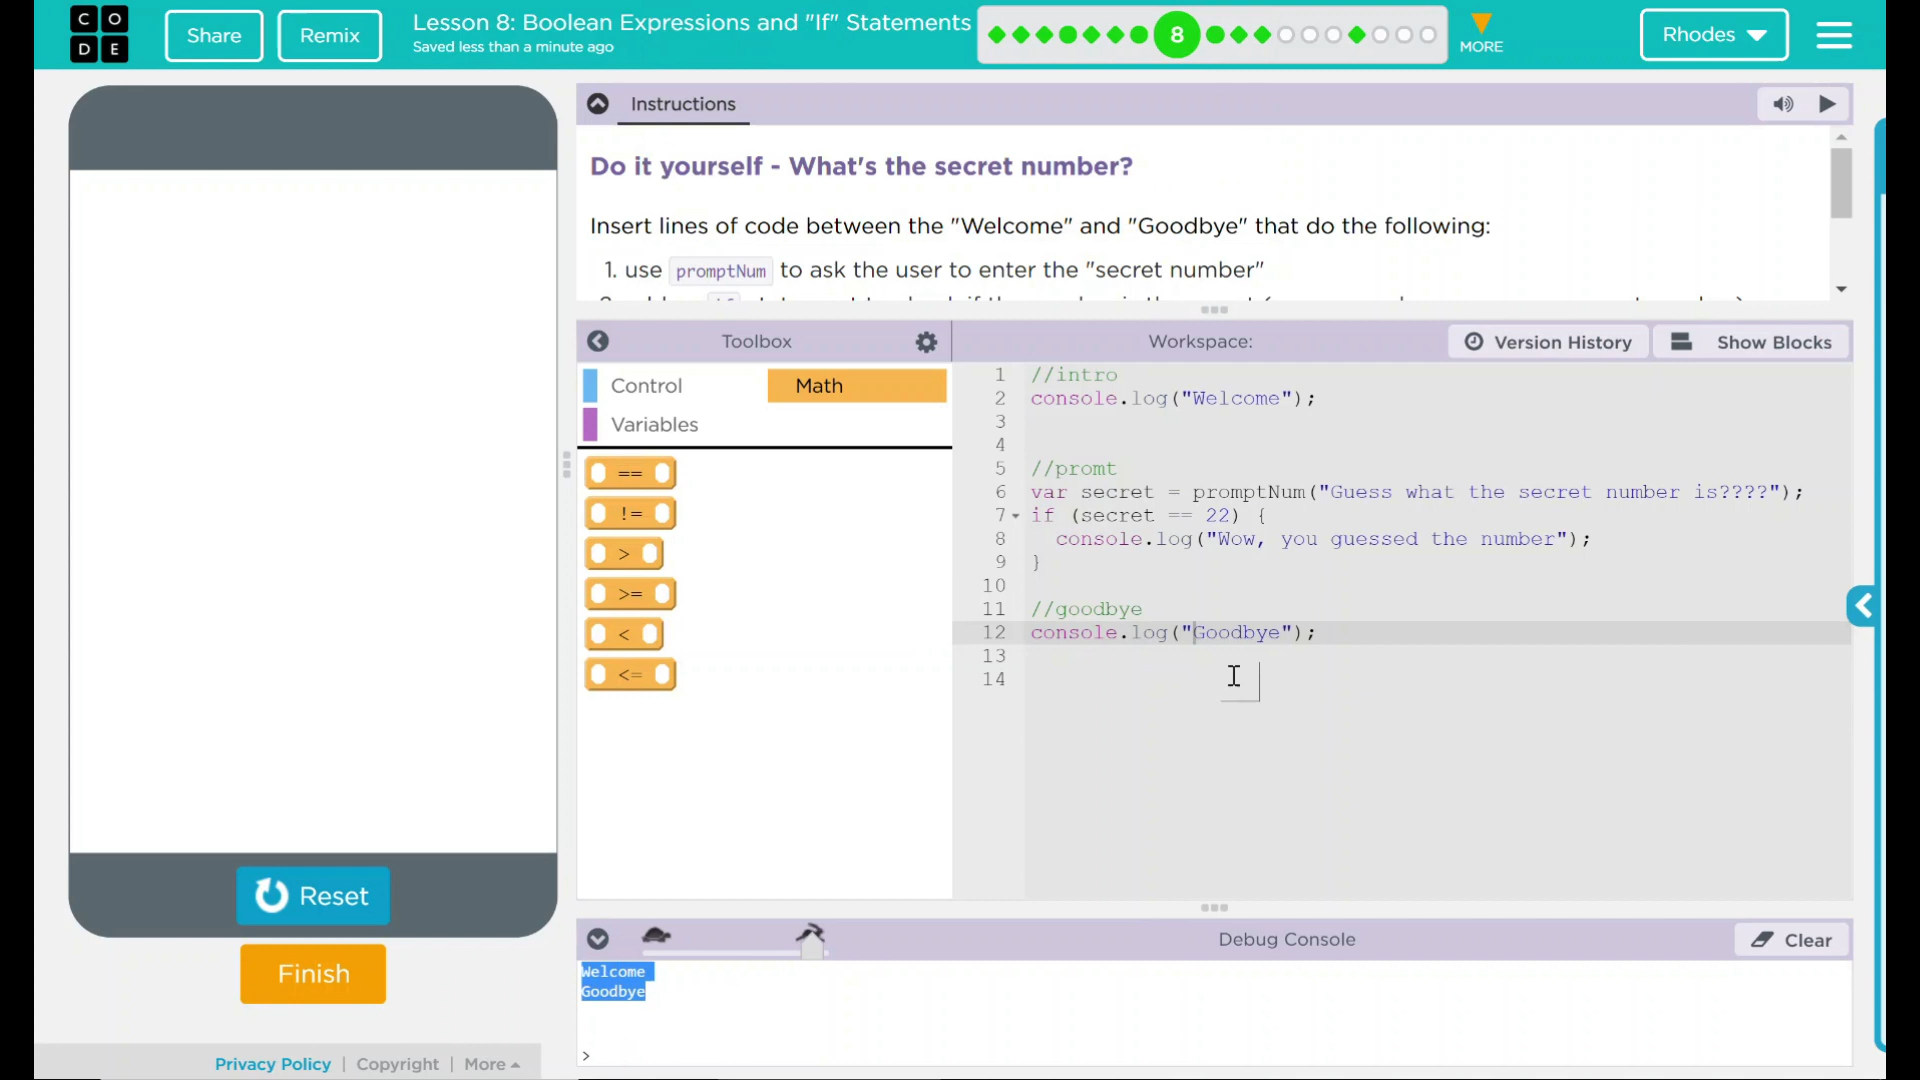 CODE
Share
Remix
Lesson 8: Boolean Expressions and "If" Statements
Saved less than a minute ago
8
MORE
Rhodes
Instructions
Do it yourself - What's the secret number?
Insert lines of code between the "Welcome" and "Goodbye" that do the following:
1. use promptNum to ask the user to enter the "secret number"
Toolbox
Workspace:
Version History
Show Blocks
Control
Math
Variables
==
!=
>
>=
<
<=
1 //intro
2 console.log("Welcome");
3
4
5 //promt
6 var secret = promptNum("Guess what the secret number is????");
7 if (secret == 22) {
8 console.log("Wow, you guessed the number");
9 }
10
11 //goodbye
12 console.log("Goodbye");
13
14
Reset
Finish
Debug Console
Clear
Welcome
Goodbye
>
Privacy Policy | Copyright | More